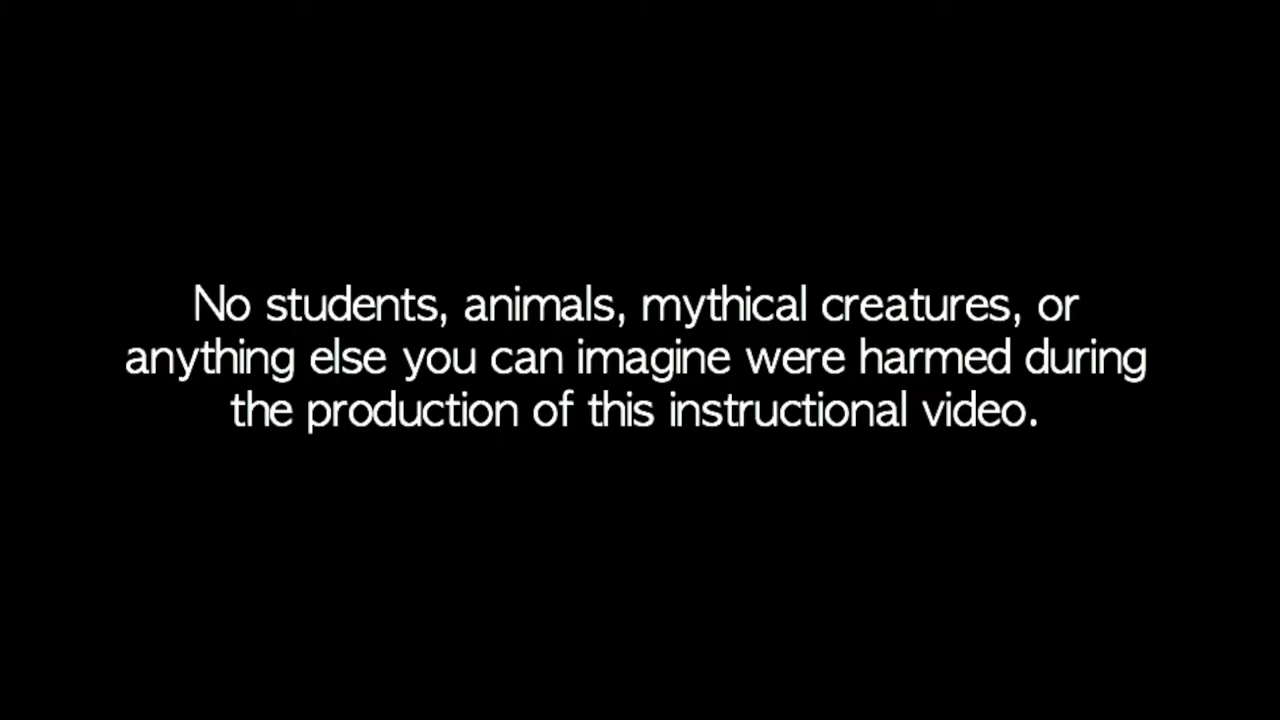 No students, animals, mythical creatures, or
anything else you can imagine were harmed during
the production of this instructional video.